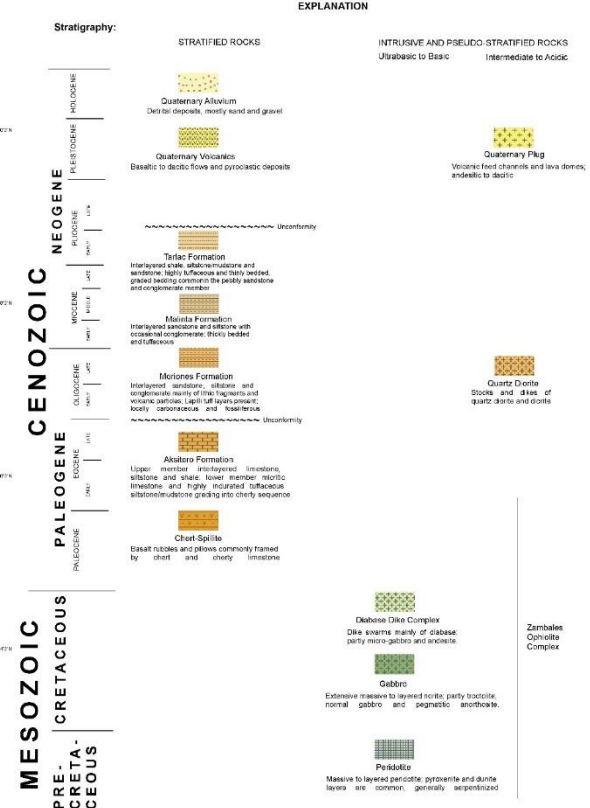 EXPLANATION
Stratigraphy:
STRATIFIED ROCKS
INTRUSIVE AND PSEUDO-STRATIFIED ROCKS
Ultrabasic to Basic
Intermediate to Acidic
CENOZOIC
NEOGENE
HOLOCENE
PLEISTOCENE
PLIOCENE
LATE
EARLY
MIOCENE
LATE
MIDDLE
EARLY
PALEOGENE
OLIGOCENE
LATE
EARLY
EOCENE
LATE
EARLY
PALEOCENE
MESOZOIC
CRETACEOUS
PRE-
CRETA-
CEOUS
Quaternary Alluvium
Detrital deposits, mostly sand and gravel
Quaternary Volcanics
Basaltic to dacitic flows and pyroclastic deposits
Unconformity
Tarlac Formation
Interlayered shale, siltstone/mudstone and
sandstone; highly tuffaceous and thinly bedded,
graded bedding common in the pebbly sandstone
and conglomerate member
Malinta Formation
Interlayered sandstone and siltstone with
occasional conglomerate; thickly bedded
and tuffaceous
Moriones Formation
Interlayered sandstone, siltstone and
conglomerate mainly of lithic fragments and
volcanic particles; Lapilli tuff layers present;
locally carbonaceous and fossiliferous
Unconformity
Aksitero Formation
Upper member interlayered limestone,
siltstone and shale; lower member micritic
limestone and highly indurated tuffaceous
siltstone/mudstone grading into cherty sequence
Chert-Spilite
Basalt rubbles and pillows commonly framed
by chert and cherty limestone
Quaternary Plug
Volcanic feed channels and lava domes;
andesitic to dacitic
Quartz Diorite
Stocks and dikes of
quartz diorite and diorite
Diabase Dike Complex
Dike swarms mainly of diabase;
partly micro-gabbro and andesite.
Gabbro
Extensive massive to layered norite; partly troctolite,
normal gabbro and pegmatitic anorthosite.
Peridotite
Massive to layered peridotite; pyroxenite and dunite
layers are common, generally serpentinized
Zambales
Ophiolite
Complex